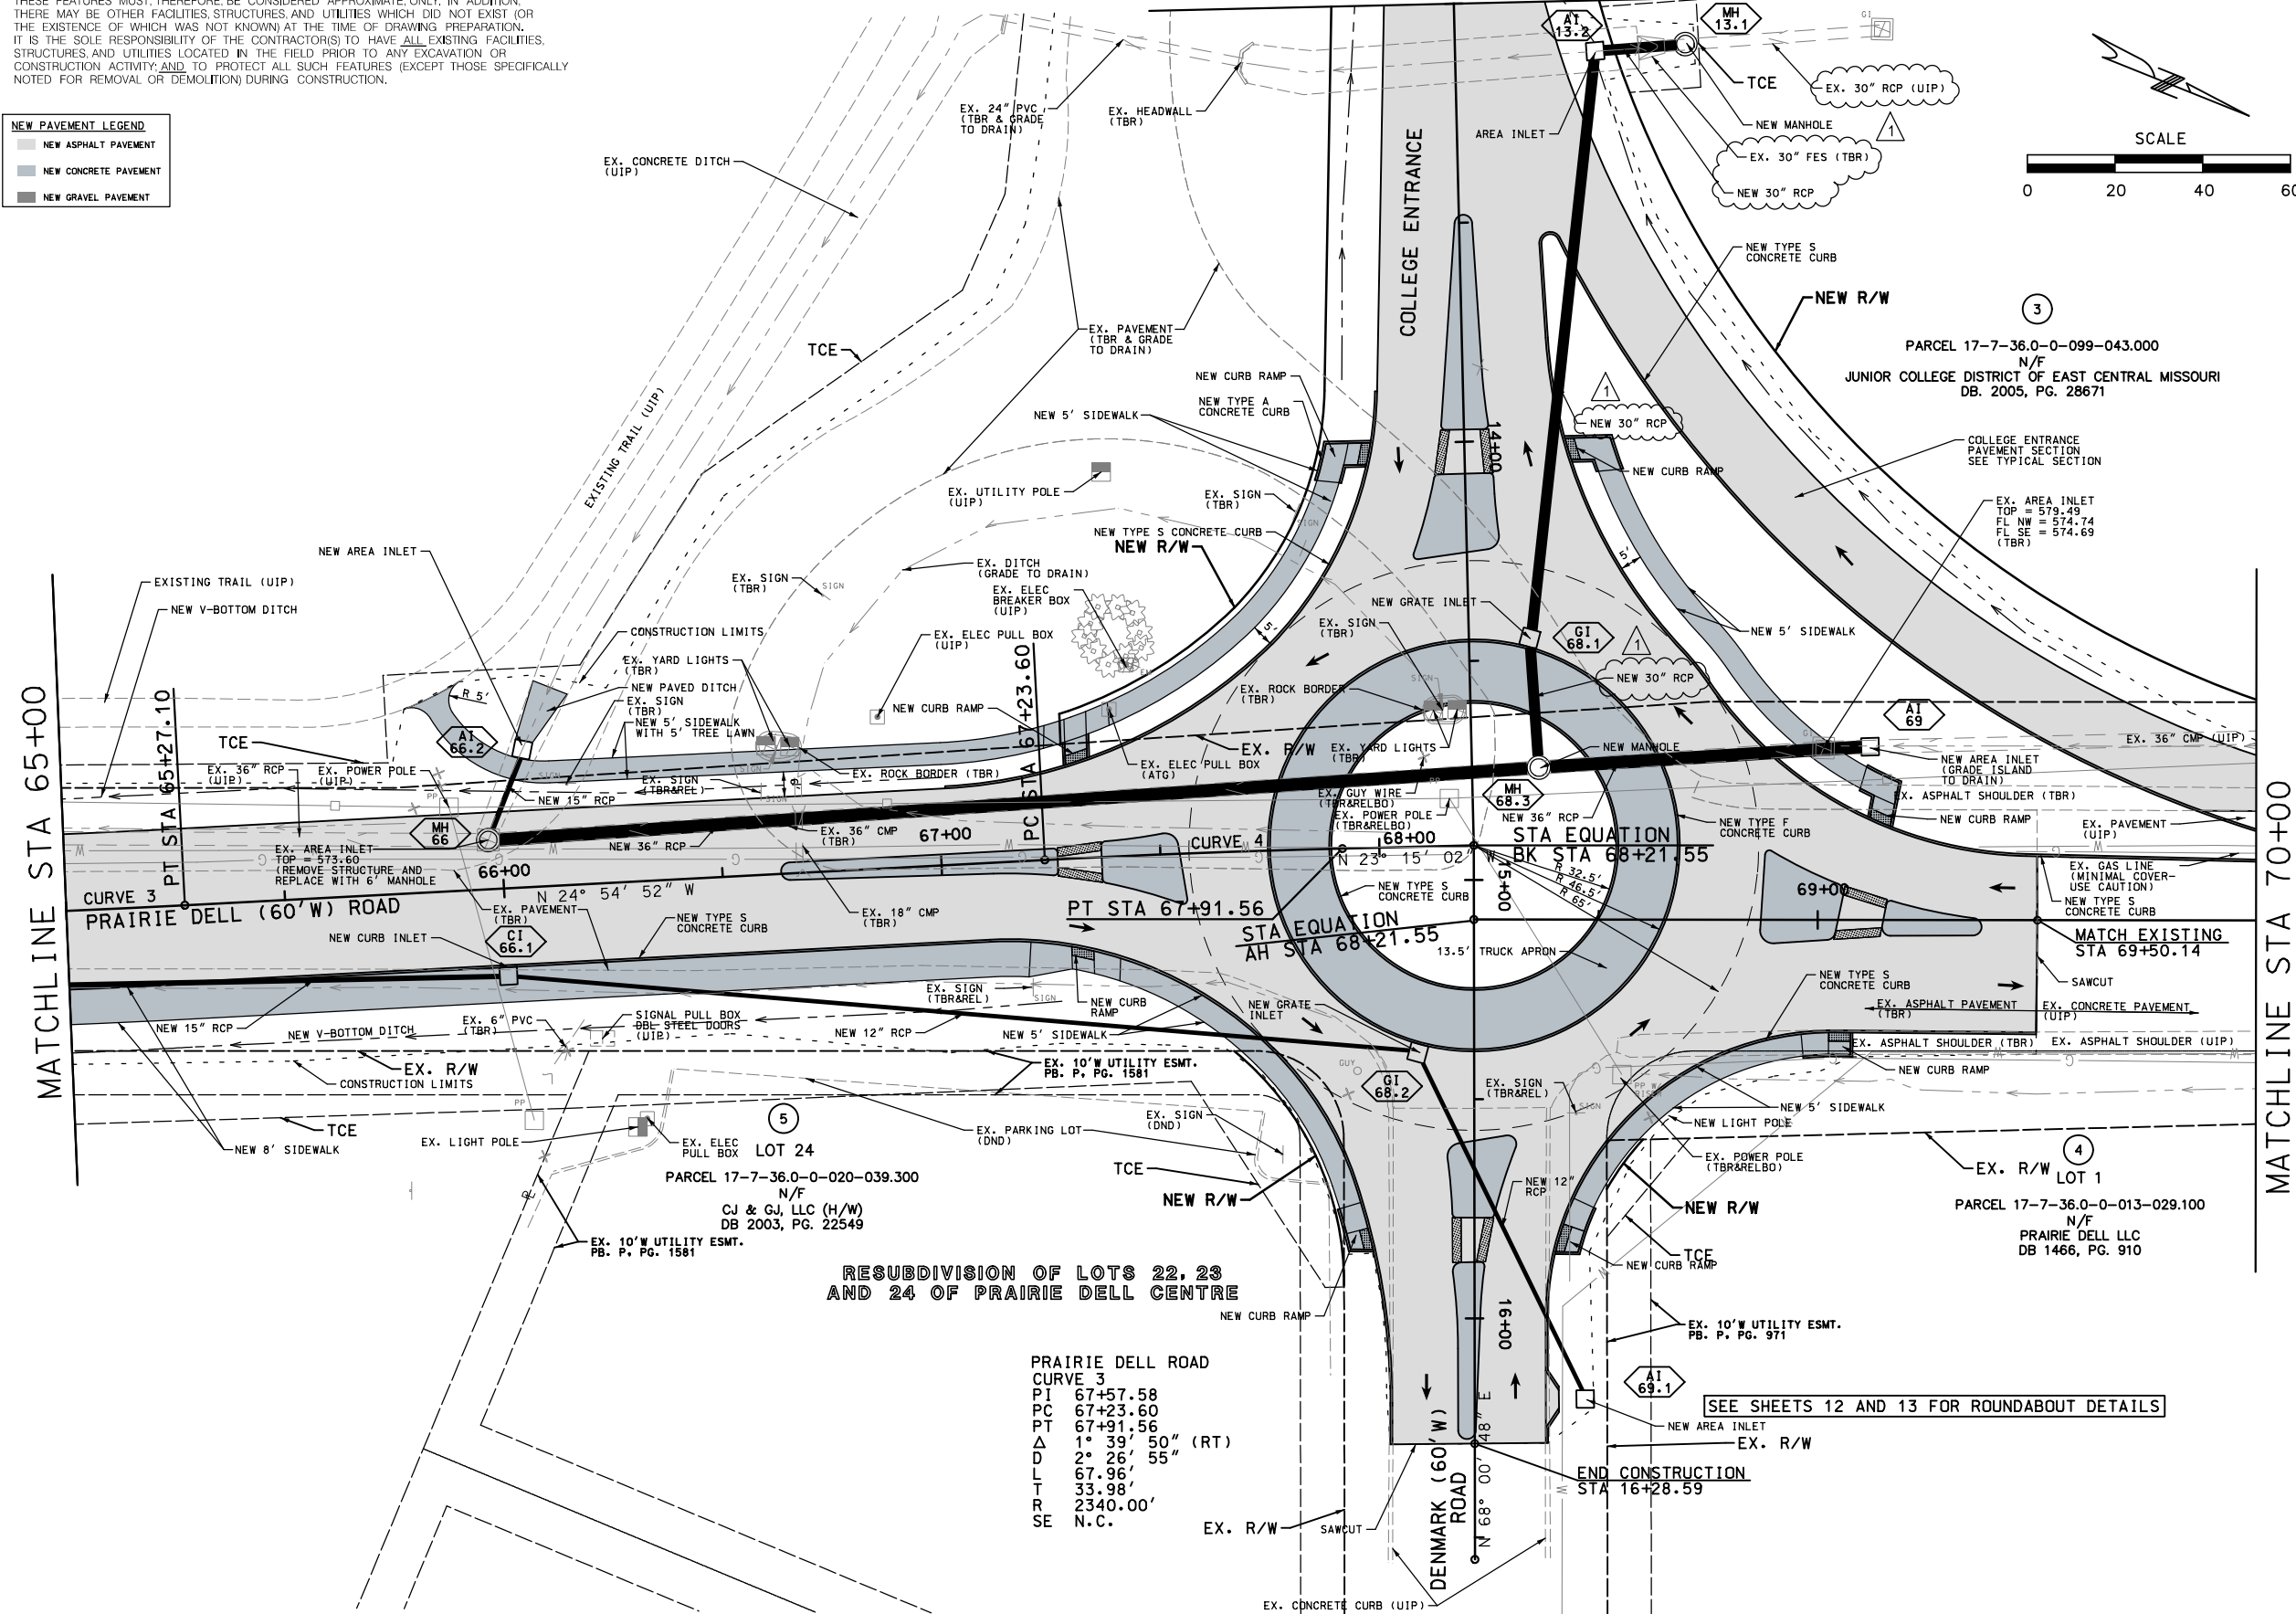 THESE FEATURES MUST, THEREFORE, BE CONSIDERED APPROXIMATE, ONLY, IN ADDITION,
THERE MAY BE OTHER FACILITIES, STRUCTURES, AND UTILITIES WHICH DID NOT EXIST (OR
THE EXISTENCE OF WHICH WAS NOT KNOWN) AT THE TIME OF DRAWING PREPARATION.
IT IS THE SOLE RESPONSIBILITY OF THE CONTRACTOR(S) TO HAVE ALL EXISTING FACILITIES,
STRUCTURES, AND UTILITIES LOCATED IN THE FIELD PRIOR TO ANY EXCAVATION OR
CONSTRUCTION ACTIVITY; AND TO PROTECT ALL SUCH FEATURES (EXCEPT THOSE SPECIFICALLY
NOTED FOR REMOVAL OR DEMOLITION) DURING CONSTRUCTION.
NEW PAVEMENT LEGEND
NEW ASPHALT PAVEMENT
NEW CONCRETE PAVEMENT
NEW GRAVEL PAVEMENT
EX. 24" PVC
(TBR & GRADE
TO DRAIN)
EX. HEADWALL
(TBR)
EX. CONCRETE DITCH
(UIP)
AI
13.2
MH
13.1
GI
TCE
EX. 30" RCP (UIP)
NEW MANHOLE
1
AREA INLET
EX. 30" FES (TBR)
NEW 30" RCP
SCALE
0 20 40 60
COLLEGE ENTRANCE
NEW TYPE S
CONCRETE CURB
NEW R/W
3
PARCEL 17-7-36.0-0-099-043.000
N/F
JUNIOR COLLEGE DISTRICT OF EAST CENTRAL MISSOURI
DB. 2005, PG. 28671
EX. PAVEMENT
(TBR & GRADE
TO DRAIN)
TCE
EXISTING TRAIL (UIP)
NEW CURB RAMP
NEW TYPE A
CONCRETE CURB
NEW 5' SIDEWALK
1
NEW 30" RCP
14+00
NEW CURB RAMP
COLLEGE ENTRANCE
PAVEMENT SECTION
SEE TYPICAL SECTION
EX. UTILITY POLE
(UIP)
EX. SIGN
(TBR)
SIGN
EX. AREA INLET
TOP = 579.49
FL NW = 574.74
FL SE = 574.69
(TBR)
NEW TYPE S CONCRETE CURB
NEW R/W
NEW AREA INLET
EXISTING TRAIL (UIP)
NEW V-BOTTOM DITCH
EX. SIGN
(TBR)
SIGN
EX. DITCH
(GRADE TO DRAIN)
EX. ELEC
BREAKER BOX
(UIP)
5'
5'
NEW GRATE INLET
EX. SIGN
(TBR)
GI
68.1
1
NEW 5' SIDEWALK
CONSTRUCTION LIMITS
EX. ELEC PULL BOX
(UIP)
EX. YARD LIGHTS
(TBR)
NEW PAVED DITCH
EX. SIGN
(TBR)
NEW 5' SIDEWALK
WITH 5' TREE LAWN
R 5'
NEW CURB RAMP
EX. ROCK BORDER
(TBR)
SIGN
NEW 30" RCP
MATCHLINE STA 65+00
PT STA 65+27.10
PC STA 67+23.60
AI
66.2
TCE
EX. 36" RCP
(UIP)
EX. POWER POLE
(UIP)
PP
SIGN
EX. SIGN
(TBR&REL)
SIGN
SIGN
EX. ROCK BORDER (TBR)
EX. R/W
EX. ELEC PULL BOX
(ATG)
EX. YARD LIGHTS
(TBR)
NEW MANHOLE
GI
AI
69
EX. 36" CMP (UIP)
NEW AREA INLET
(GRADE ISLAND
TO DRAIN)
NEW 15" RCP
MH
66
EX. 36" CMP
(TBR)
NEW 36" RCP
67+00
EX. GUY WIRE
(TBR&RELBO)
EX. POWER POLE
(TBR&RELBO)
PP
MH
68.3
NEW 36" RCP
EX. ASPHALT SHOULDER (TBR)
NEW CURB RAMP
NEW TYPE F
CONCRETE CURB
EX. PAVEMENT
(UIP)
EX. AREA INLET
TOP = 573.60
(REMOVE STRUCTURE AND
REPLACE WITH 6' MANHOLE
66+00
CURVE 4
68+00
STA EQUATION
BK STA 68+21.55
N 23° 15' 02" W
R 32.5'
R 46.5'
R 65'
15+00
EX. GAS LINE
(MINIMAL COVER-
USE CAUTION)
CURVE 3
PRAIRIE DELL (60'W) ROAD
N 24° 54' 52" W
EX. PAVEMENT
(TBR)
NEW TYPE S
CONCRETE CURB
EX. 18" CMP
(TBR)
NEW TYPE S
CONCRETE CURB
PT STA 67+91.56
69+00
NEW TYPE S
CONCRETE CURB
NEW CURB INLET
CI
66.1
STA EQUATION
AH STA 68+21.55
13.5' TRUCK APRON
MATCH EXISTING
STA 69+50.14
SAWCUT
MATCHLINE STA 70+00
NEW TYPE S
CONCRETE CURB
EX. SIGN
(TBR&REL)
SIGN
NEW CURB
RAMP
NEW GRATE
INLET
EX. ASPHALT PAVEMENT
(TBR)
EX. CONCRETE PAVEMENT
(UIP)
NEW 15" RCP
NEW V-BOTTOM DITCH
EX. 6" PVC
(TBR)
SIGNAL PULL BOX
DBL STEEL DOORS
(UIP)
NEW 12" RCP
NEW 5' SIDEWALK
EX. ASPHALT SHOULDER (TBR)
EX. ASPHALT SHOULDER (UIP)
EX. R/W
CONSTRUCTION LIMITS
EX. 10'W UTILITY ESMT.
PB. P, PG. 1581
GUY
GI
68.2
EX. SIGN
(TBR&REL)
SIGN
NEW CURB RAMP
NEW 5' SIDEWALK
NEW LIGHT POLE
PP
TCE
EX. LIGHT POLE
EX. ELEC
PULL BOX
5
LOT 24
EX. PARKING LOT
(DND)
EX. SIGN
(DND)
NEW 8' SIDEWALK
PARCEL 17-7-36.0-0-020-039.300
N/F
CJ & GJ, LLC (H/W)
DB 2003, PG. 22549
TCE
NEW R/W
EX. POWER POLE
(TBR&RELBO)
NEW 12"
RCP
EX. R/W
4
LOT 1
PARCEL 17-7-36.0-0-013-029.100
N/F
PRAIRIE DELL LLC
DB 1466, PG. 910
NEW R/W
EX. 10'W UTILITY ESMT.
PB. P, PG. 1581
TCE
NEW CURB RAMP
RESUBDIVISION OF LOTS 22, 23
AND 24 OF PRAIRIE DELL CENTRE
NEW CURB RAMP
16+00
EX. 10'W UTILITY ESMT.
PB. P, PG. 971
PRAIRIE DELL ROAD
CURVE 3
PI 67+57.58
PC 67+23.60
PT 67+91.56
Δ 1° 39' 50" (RT)
D 2° 26' 55"
L 67.96'
T 33.98'
R 2340.00'
SE N.C.
AI
69.1
SEE SHEETS 12 AND 13 FOR ROUNDABOUT DETAILS
NEW AREA INLET
EX. R/W
END CONSTRUCTION
STA 16+28.59
DENMARK (60'W)
ROAD
N 68° 00' 48" E
EX. R/W
SAWCUT
EX. CONCRETE CURB (UIP)